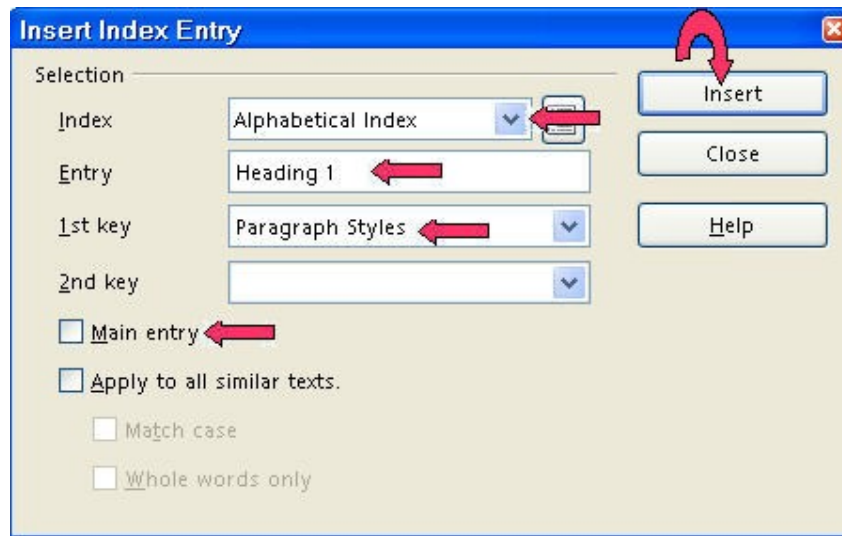 Insert Index Entry
Selection
Index
Alphabetical Index
Entry
Heading 1
1st key
Paragraph Styles
2nd key
Main entry
Apply to all similar texts.
Match case
Whole words only
Insert
Close
Help